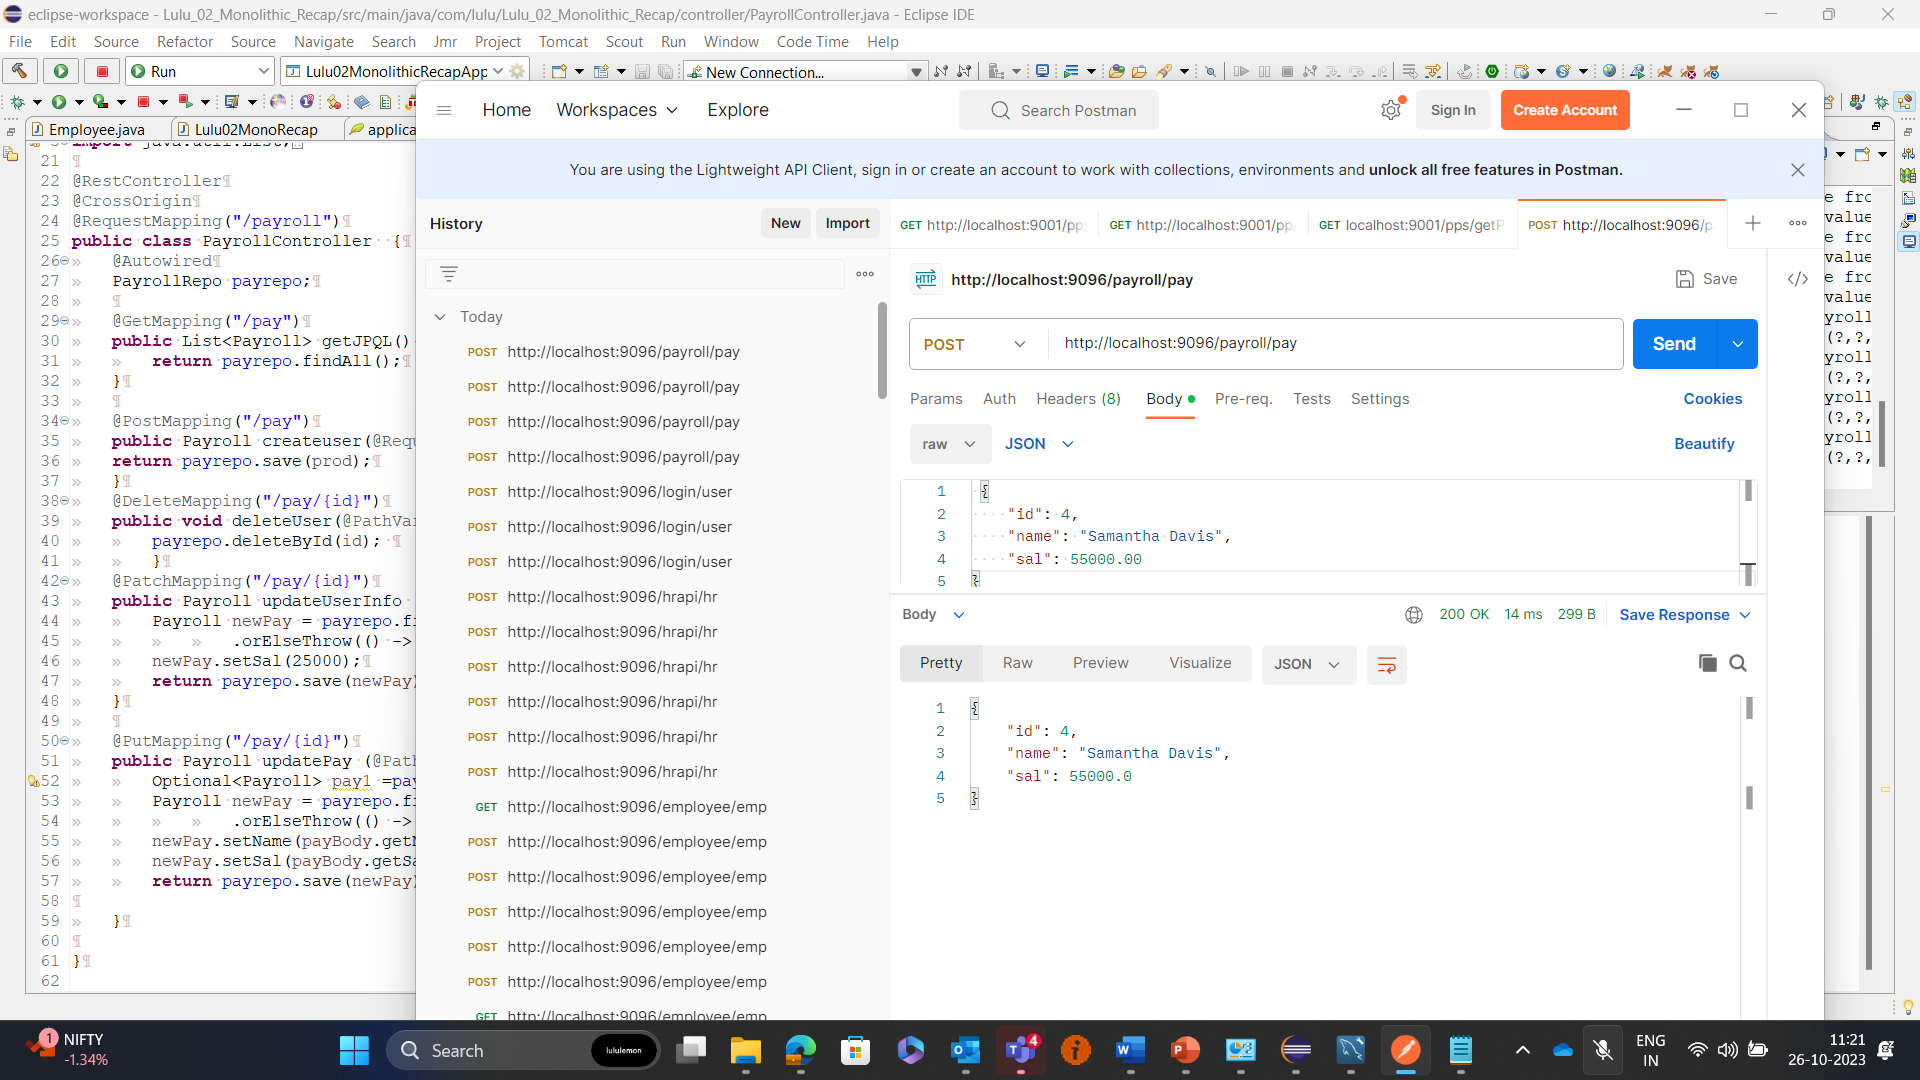 eclipse-workspace - Lulu_02_Monolithic_Recap/src/main/java/com/lulu/Lulu_02_Monolithic_Recap/controller/PayrollController.java - Eclipse IDE
File Edit Source Refactor Source Navigate Search Jmr Project Tomcat Scout Run Window Code Time Help
Run
Lulu02MonolithicRecapApp
New Connection...
Employee.java
Lulu02MonoRecap
applica
import java.util.List;
21
22 @RestController
23 @CrossOrigin
24 @RequestMapping("/payroll")
25 public class PayrollController {
26 @Autowired
27 PayrollRepo payrepo;
28
29 @GetMapping("/pay")
30 public List<Payroll> getJPQL()
31 return payrepo.findAll();
32 }
33
34 @PostMapping("/pay")
35 public Payroll createuser(@Requ
36 return payrepo.save(prod);
37 }
38 @DeleteMapping("/pay/{id}")
39 public void deleteUser(@PathVar
40 payrepo.deleteById(id);
41 }
42 @PatchMapping("/pay/{id}")
43 public Payroll updateUserInfo
44 Payroll newPay = payrepo.fi
45 .orElseThrow(() ->
46 newPay.setSal(25000);
47 return payrepo.save(newPay)
48 }
49
50 @PutMapping("/pay/{id}")
51 public Payroll updatePay (@Path
52 Optional<Payroll> pay1 =pay
53 Payroll newPay = payrepo.fi
54 .orElseThrow(() ->
55 newPay.setName(payBody.getN
56 newPay.setSal(payBody.getSa
57 return payrepo.save(newPay)
58
59 }
60
61 }
62
Home Workspaces Explore
Search Postman
Sign In
Create Account
You are using the Lightweight API Client, sign in or create an account to work with collections, environments and unlock all free features in Postman.
History
New
Import
Today
POST http://localhost:9096/payroll/pay
POST http://localhost:9096/payroll/pay
POST http://localhost:9096/payroll/pay
POST http://localhost:9096/payroll/pay
POST http://localhost:9096/login/user
POST http://localhost:9096/login/user
POST http://localhost:9096/login/user
POST http://localhost:9096/hrapi/hr
POST http://localhost:9096/hrapi/hr
POST http://localhost:9096/hrapi/hr
POST http://localhost:9096/hrapi/hr
POST http://localhost:9096/hrapi/hr
POST http://localhost:9096/hrapi/hr
GET http://localhost:9096/employee/emp
POST http://localhost:9096/employee/emp
POST http://localhost:9096/employee/emp
POST http://localhost:9096/employee/emp
POST http://localhost:9096/employee/emp
POST http://localhost:9096/employee/emp
GET http://localhost:9096/employee/emp
GET http://localhost:9001/pps
GET http://localhost:9001/pps
GET localhost:9001/pps/getP
POST http://localhost:9096/p
HTTP http://localhost:9096/payroll/pay
Save
</>
POST http://localhost:9096/payroll/pay
Send
Params Auth Headers (8) Body Pre-req. Tests Settings
Cookies
raw JSON
Beautify
1 {
2 "id": 4,
3 "name": "Samantha Davis",
4 "sal": 55000.00
5 }
Body
200 OK 14 ms 299 B Save Response
Pretty Raw Preview Visualize JSON
1 {
2 "id": 4,
3 "name": "Samantha Davis",
4 "sal": 55000.0
5 }
e fro
value
e fro
value
e fro
value
yroll
(?,?,
yroll
(?,?,
yroll
(?,?,
yroll
(?,?,
1
NIFTY
-1.34%
Search
lululemon
4
ENG
IN
11:21
26-10-2023